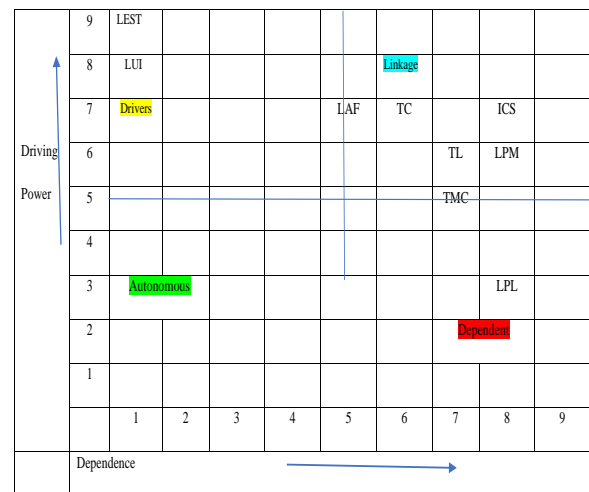 9 LEST
8 LUI Linkage
7 Drivers LAF TC ICS
Driving 6 TL LPM
Power 5 TMC
4
3 Autonomous LPL
2 Dependent
1
1 2 3 4 5 6 7 8 9
Dependence